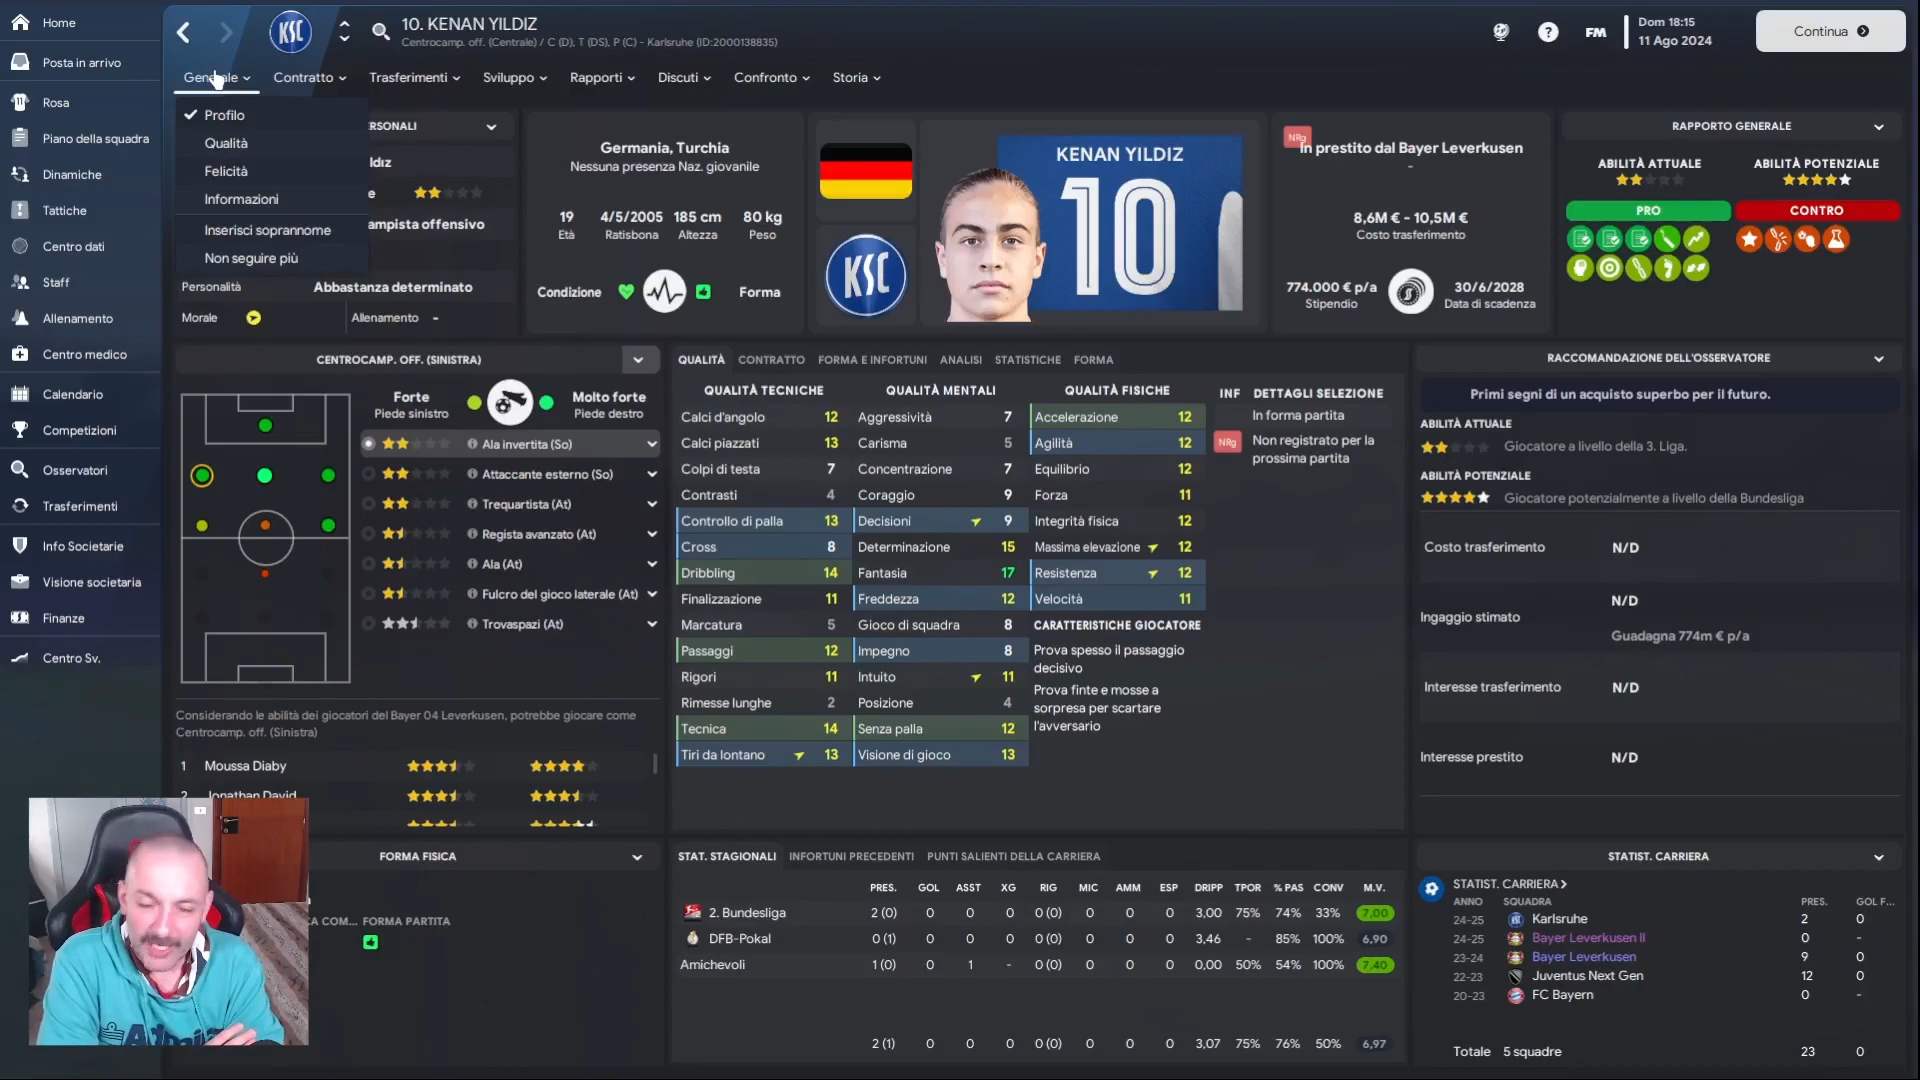 Home
Posta in arrivo
Rosa
Piano della squadra
Dinamiche
Tattiche
Centro dati
Staff
Allenamento
Centro medico
Calendario
Competizioni
Osservatori
Trasferimenti
Info Societarie
Visione societaria
Finanze
Centro Sv.
KSC
10. KENAN YILDIZ
Centrocamp. off. (Centrale) / C (D), T (DS), P (C) - Karlsruhe (ID:2000138835)
FM
Dom 18:15
11 Ago 2024
Continua
Generale
Contratto
Trasferimenti
Sviluppo
Rapporti
Discuti
Confronto
Storia
Profilo
Qualità
Felicità
Informazioni
Inserisci soprannome
Non seguire più
Personalità Abbastanza determinato
Morale
Allenamento -
Germania, Turchia
Nessuna presenza Naz. giovanile
19 4/5/2005 185 cm 80 kg
Età Ratisbona Altezza Peso
Condizione
Forma
KSC
KENAN YILDIZ
10
NRg
In prestito dal Bayer Leverkusen
-
8,6M € - 10,5M €
Costo trasferimento
774.000 € p/a
Stipendio
30/6/2028
Data di scadenza
RAPPORTO GENERALE
ABILITÀ ATTUALE
ABILITÀ POTENZIALE
PRO
CONTRO
CENTROCAMP. OFF. (SINISTRA)
Forte
Piede sinistro
Molto forte
Piede destro
Ala invertita (So)
Attaccante esterno (So)
Trequartista (At)
Regista avanzato (At)
Ala (At)
Fulcro del gioco laterale (At)
Trovaspazi (At)
Considerando le abilità dei giocatori del Bayer 04 Leverkusen, potrebbe giocare come
Centrocamp. off. (Sinistra)
1 Moussa Diaby
2 Jonathan David
QUALITÀ CONTRATTO FORMA E INFORTUNI ANALISI STATISTICHE FORMA
QUALITÀ TECNICHE
Calci d'angolo 12
Calci piazzati 13
Colpi di testa 7
Contrasti 4
Controllo di palla 13
Cross 8
Dribbling 14
Finalizzazione 11
Marcatura 5
Passaggi 12
Rigori 11
Rimesse lunghe 2
Tecnica 14
Tiri da lontano 13
QUALITÀ MENTALI
Aggressività 7
Carisma 5
Concentrazione 7
Coraggio 9
Decisioni 9
Determinazione 15
Fantasia 17
Freddezza 12
Gioco di squadra 8
Impegno 8
Intuito 11
Posizione 4
Senza palla 12
Visione di gioco 13
QUALITÀ FISICHE
Accelerazione 12
Agilità 12
Equilibrio 12
Forza 11
Integrità fisica 12
Massima elevazione 12
Resistenza 12
Velocità 11
CARATTERISTICHE GIOCATORE
Prova spesso il passaggio
decisivo
Prova finte e mosse a
sorpresa per scartare
l'avversario
INF DETTAGLI SELEZIONE
In forma partita
NRg Non registrato per la
prossima partita
RACCOMANDAZIONE DELL'OSSERVATORE
Primi segni di un acquisto superbo per il futuro.
ABILITÀ ATTUALE
Giocatore a livello della 3. Liga.
ABILITÀ POTENZIALE
Giocatore potenzialmente a livello della Bundesliga
Costo trasferimento N/D
Ingaggio stimato N/D
Guadagna 774m € p/a
Interesse trasferimento N/D
Interesse prestito N/D
FORMA FISICA
FORMA PARTITA
STAT. STAGIONALI INFORTUNI PRECEDENTI PUNTI SALIENTI DELLA CARRIERA
PRES. GOL ASST XG RIG MIC AMM ESP DRIPP TPOR % PAS CONV M.V.
2. Bundesliga 2 (0) 0 0 0 0 (0) 0 0 0 3,00 75% 74% 33% 7,00
DFB-Pokal 0 (1) 0 0 0 0 (0) 0 0 0 3,46 - 85% 100% 6,90
Amichevoli 1 (0) 0 1 - 0 (0) 0 0 0 0,00 50% 54% 100% 7,40
2 (1) 0 0 0 0 (0) 0 0 0 3,07 75% 76% 50% 6,97
STATIST. CARRIERA
STATIST. CARRIERA
ANNO SQUADRA PRES. GOL F...
24-25 Karlsruhe 2 0
24-25 Bayer Leverkusen II 0 -
23-24 Bayer Leverkusen 9 0
22-23 Juventus Next Gen 12 0
20-23 FC Bayern 0 -
Totale 5 squadre 23 0